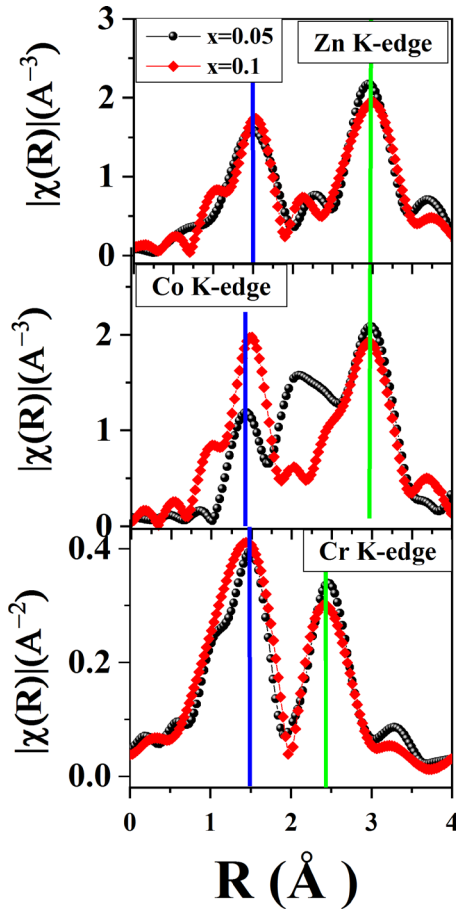 x=0.05
x=0.1
Zn K-edge
|χ(R)|(A⁻³)
3
2
1
0
Co K-edge
|χ(R)|(A⁻³)
2
1
0
Cr K-edge
|χ(R)|(A⁻²)
0.4
0.2
0.0
0 1 2 3 4
R (Å)